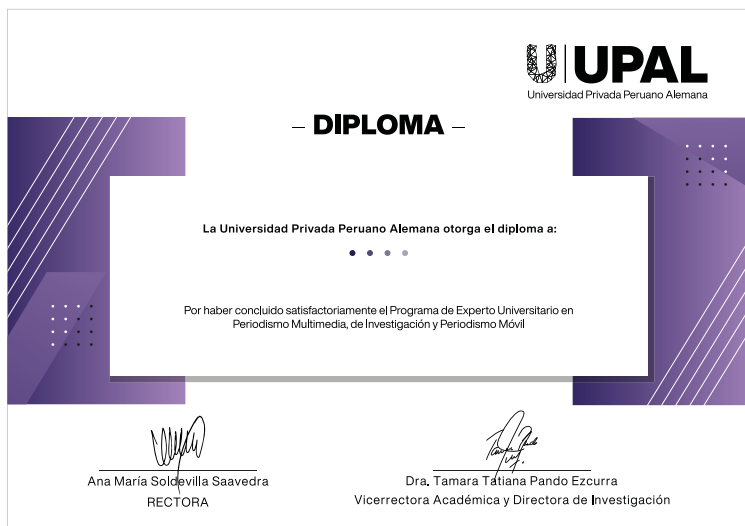 UPAL
Universidad Privada Peruano Alemana
– DIPLOMA –
La Universidad Privada Peruano Alemana otorga el diploma a:
Por haber concluido satisfactoriamente el Programa de Experto Universitario en
Periodismo Multimedia, de Investigación y Periodismo Móvil
Ana María Soldevilla Saavedra
RECTORA
Dra. Tamara Tatiana Pando Ezcurra
Vicerrectora Académica y Directora de Investigación